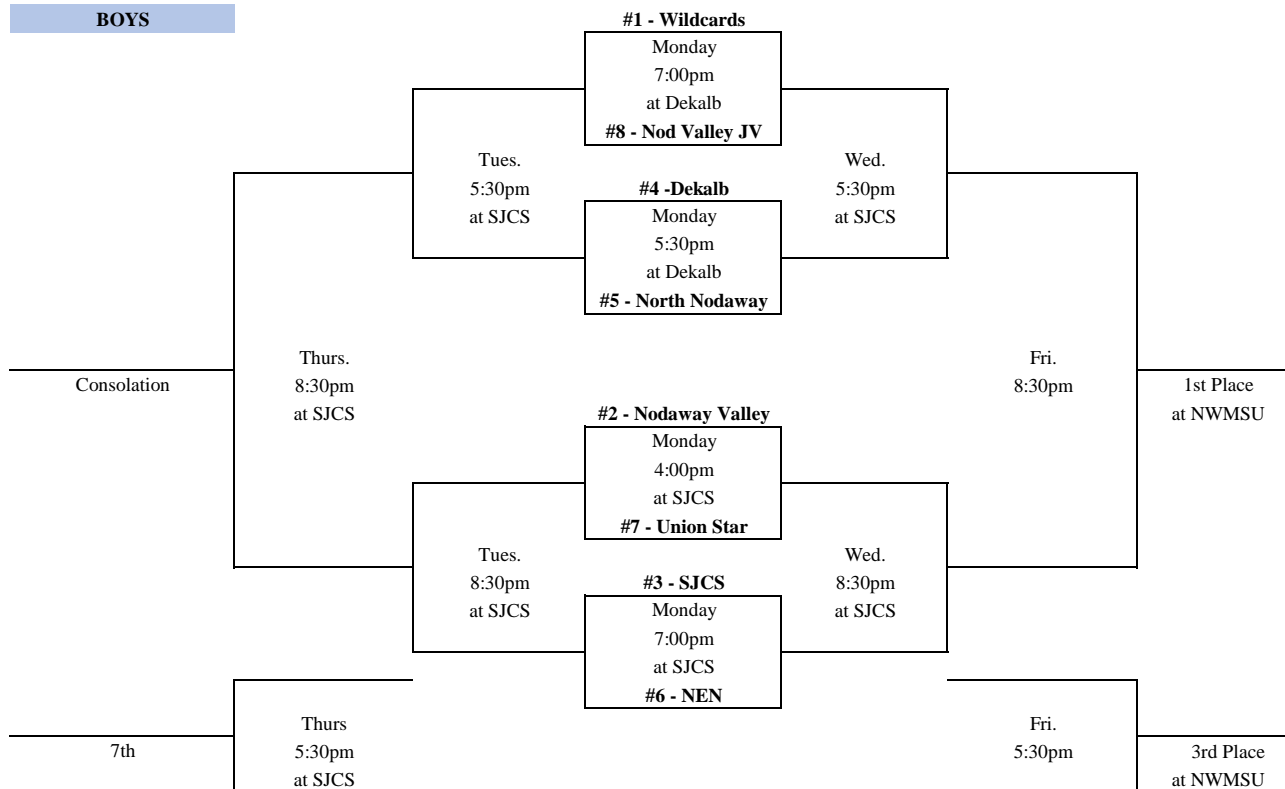 BOYS
#1 - Wildcards
Monday
7:00pm
at Dekalb
#8 - Nod Valley JV
Tues.
5:30pm
at SJCS
Wed.
5:30pm
at SJCS
#4 -Dekalb
Monday
5:30pm
at Dekalb
#5 - North Nodaway
Thurs.
8:30pm
at SJCS
Consolation
Fri.
8:30pm
1st Place
at NWMSU
#2 - Nodaway Valley
Monday
4:00pm
at SJCS
#7 - Union Star
Tues.
8:30pm
at SJCS
Wed.
8:30pm
at SJCS
#3 - SJCS
Monday
7:00pm
at SJCS
#6 - NEN
Thurs
5:30pm
at SJCS
7th
Fri.
5:30pm
3rd Place
at NWMSU